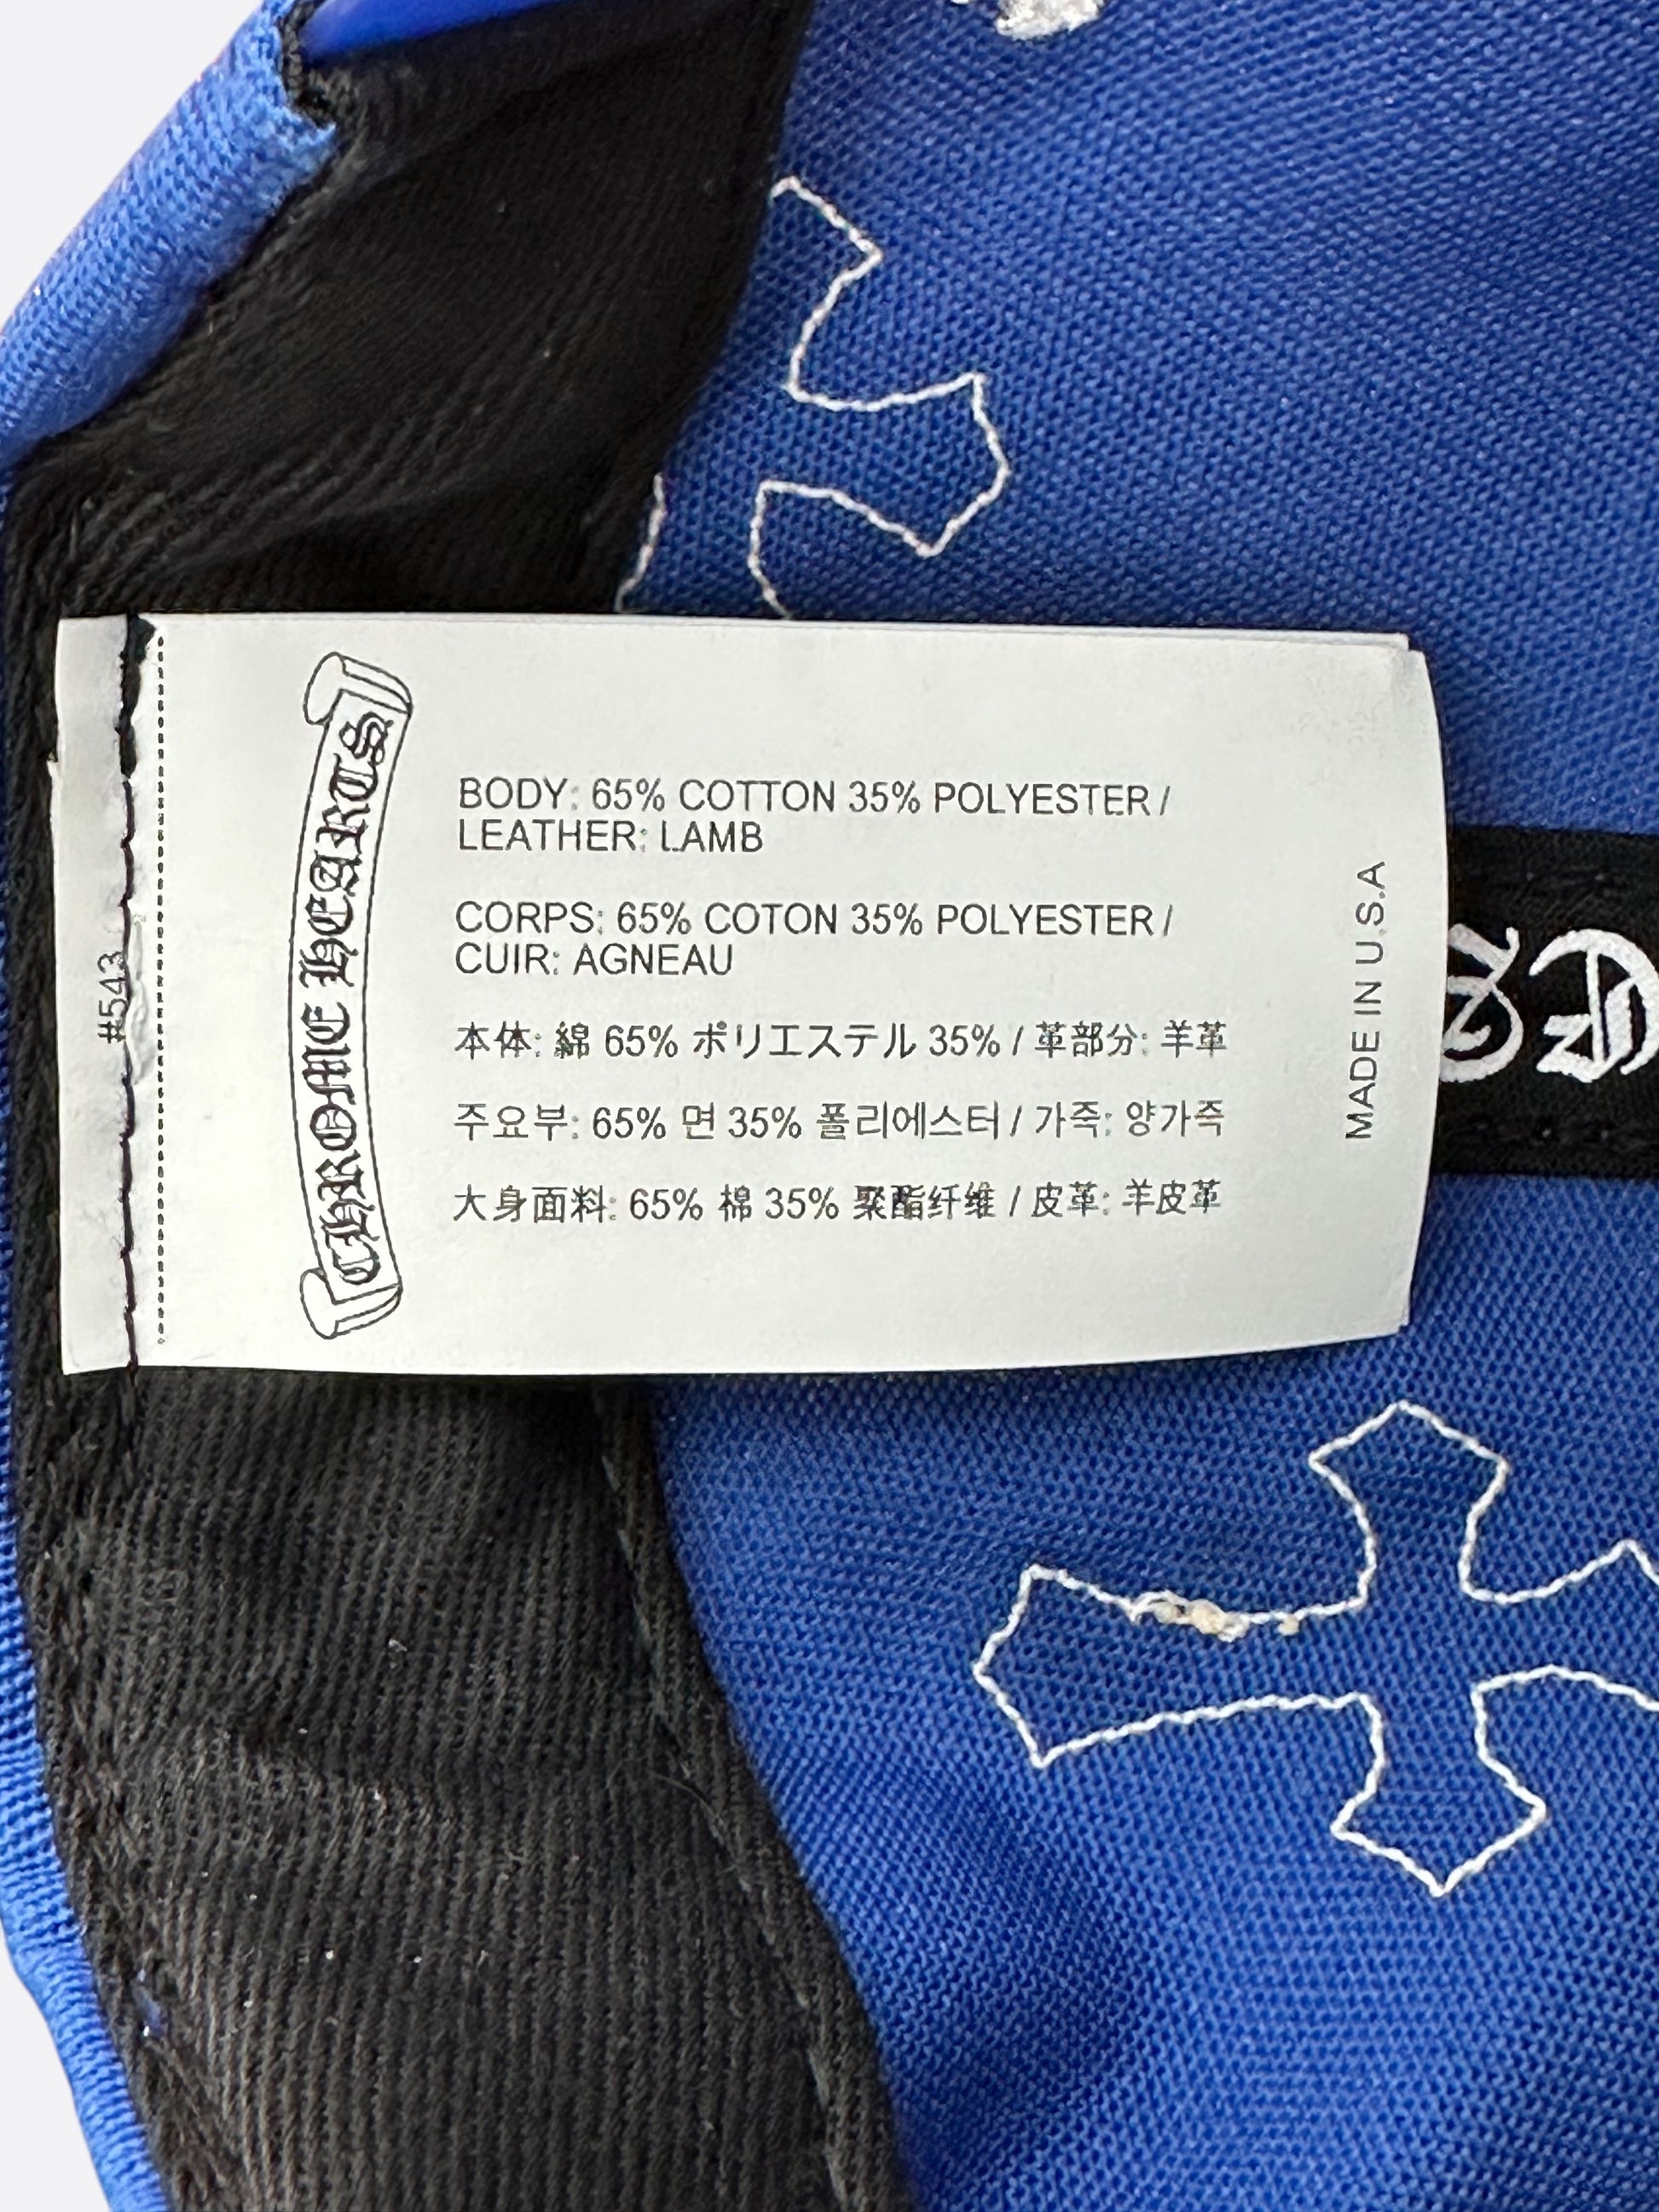 #543
CHROME HEARTS
BODY: 65% COTTON 35% POLYESTER /
LEATHER: LAMB
CORPS: 65% COTON 35% POLYESTER /
CUIR: AGNEAU
本体: 綿 65% ポリエステル 35% / 革部分: 羊革
주요부: 65% 면 35% 폴리에스터 / 가죽: 양가죽
大身面料: 65% 棉 35% 聚酯纤维 / 皮革: 羊皮革
MADE IN U.S.A